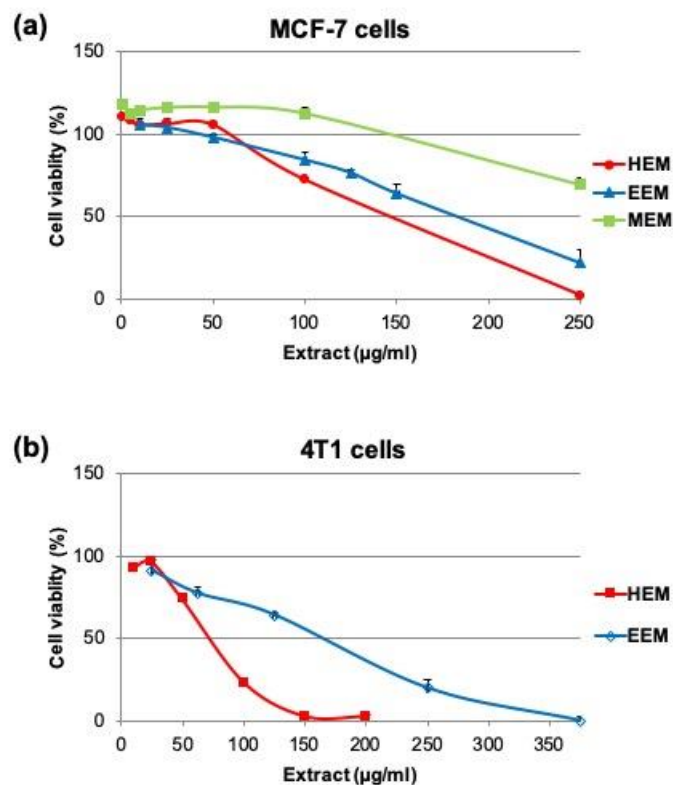 (a)
MCF-7 cells
Cell viablity (%)
150
100
50
0
0 50 100 150 200 250
Extract (µg/ml)
HEM
EEM
MEM
(b)
4T1 cells
Cell viablity (%)
150
100
50
0
0 50 100 150 200 250 300 350
Extract (µg/ml)
HEM
EEM